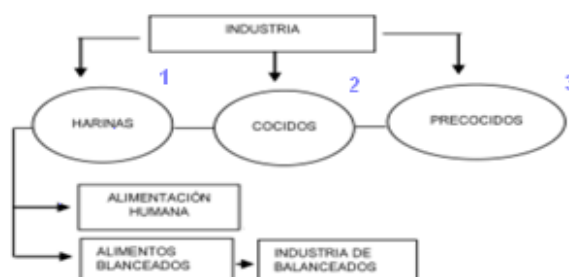 INDUSTRIA
1
2
3
HARINAS
COCIDOS
PRECOCIDOS
ALIMENTACIÓN
HUMANA
ALIMENTOS
BLANCEADOS
INDUSTRIA DE
BALANCEADOS